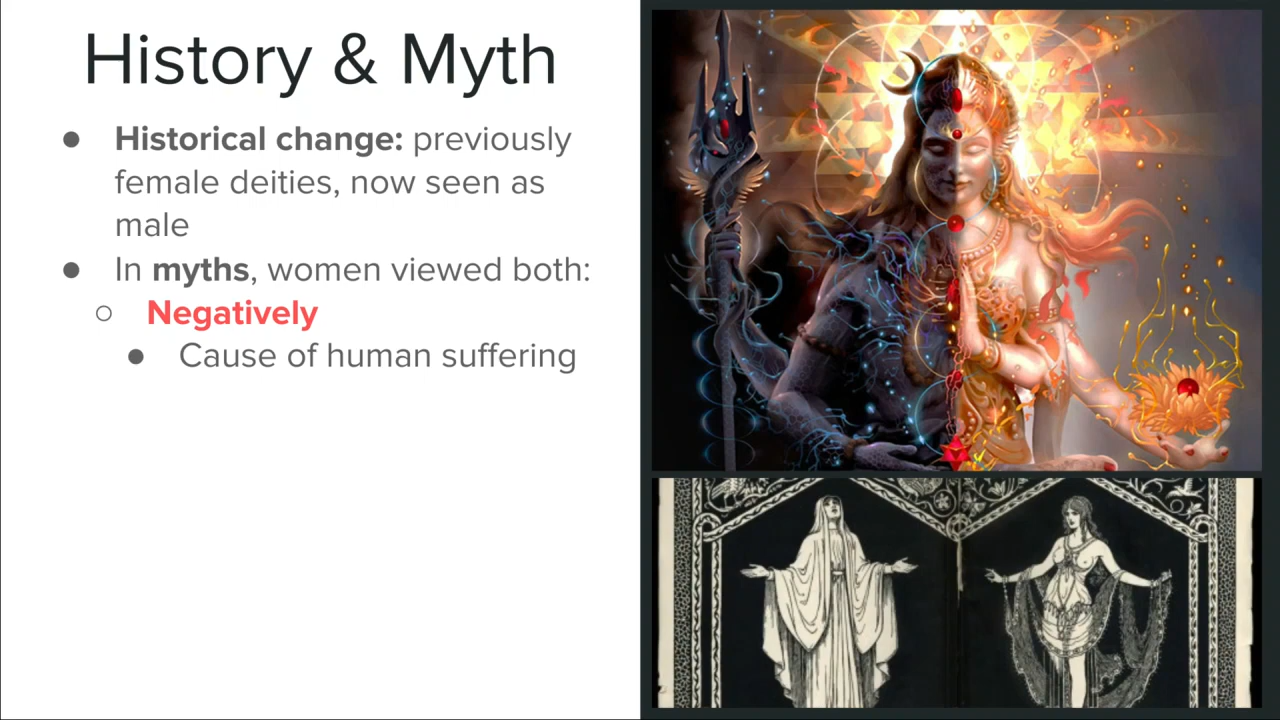 History & Myth
● Historical change: previously
female deities, now seen as
male
● In myths, women viewed both:
○ Negatively
● Cause of human suffering